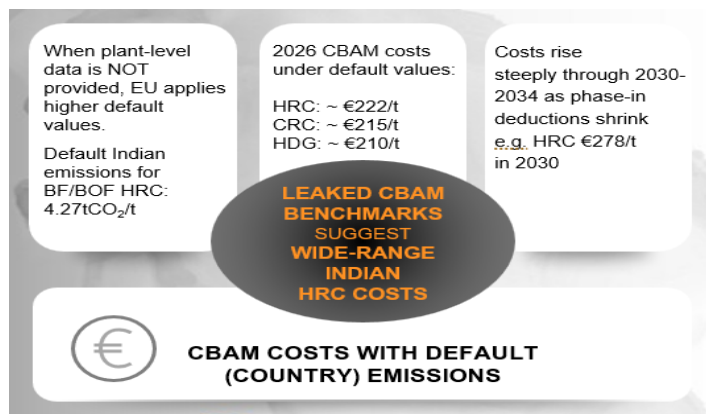 When plant-level
data is NOT
provided, EU applies
higher default
values.
Default Indian
emissions for
BF/BOF HRC:
4.27tCO₂/t
2026 CBAM costs
under default values:
HRC: ~ €222/t
CRC: ~ €215/t
HDG: ~ €210/t
Costs rise
steeply through 2030-
2034 as phase-in
deductions shrink
e.g. HRC €278/t
in 2030
LEAKED CBAM
BENCHMARKS
SUGGEST
WIDE-RANGE
INDIAN
HRC COSTS
€
CBAM COSTS WITH DEFAULT
(COUNTRY) EMISSIONS